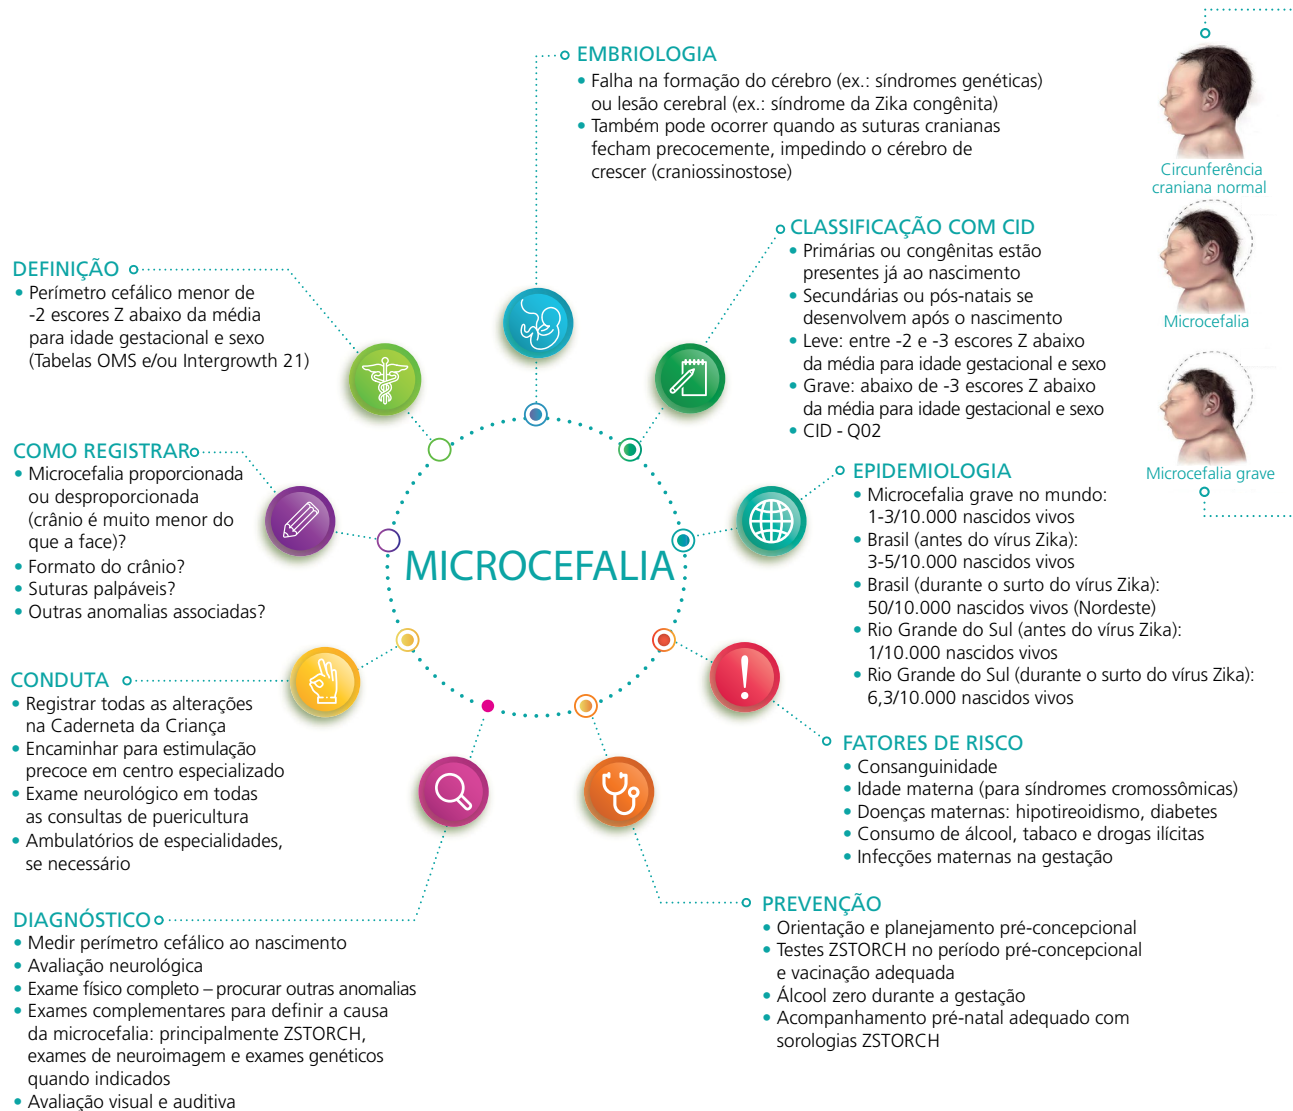 EMBRIOLOGIA
• Falha na formação do cérebro (ex.: síndromes genéticas)
ou lesão cerebral (ex.: síndrome da Zika congênita)
• Também pode ocorrer quando as suturas cranianas
fecham precocemente, impedindo o cérebro de
crescer (craniossinostose)
Circunferência
craniana normal
Microcefalia
Microcefalia grave
CLASSIFICAÇÃO COM CID
• Primárias ou congênitas estão
presentes já ao nascimento
• Secundárias ou pós-natais se
desenvolvem após o nascimento
• Leve: entre -2 e -3 escores Z abaixo
da média para idade gestacional e sexo
• Grave: abaixo de -3 escores Z abaixo
da média para idade gestacional e sexo
• CID - Q02
DEFINIÇÃO
• Perímetro cefálico menor de
-2 escores Z abaixo da média
para idade gestacional e sexo
(Tabelas OMS e/ou Intergrowth 21)
COMO REGISTRAR
• Microcefalia proporcionada
ou desproporcionada
(crânio é muito menor do
que a face)?
• Formato do crânio?
• Suturas palpáveis?
• Outras anomalias associadas?
MICROCEFALIA
EPIDEMIOLOGIA
• Microcefalia grave no mundo:
1-3/10.000 nascidos vivos
• Brasil (antes do vírus Zika):
3-5/10.000 nascidos vivos
• Brasil (durante o surto do vírus Zika):
50/10.000 nascidos vivos (Nordeste)
• Rio Grande do Sul (antes do vírus Zika):
1/10.000 nascidos vivos
• Rio Grande do Sul (durante o surto do vírus Zika):
6,3/10.000 nascidos vivos
CONDUTA
• Registrar todas as alterações
na Caderneta da Criança
• Encaminhar para estimulação
precoce em centro especializado
• Exame neurológico em todas
as consultas de puericultura
• Ambulatórios de especialidades,
se necessário
FATORES DE RISCO
• Consanguinidade
• Idade materna (para síndromes cromossômicas)
• Doenças maternas: hipotireoidismo, diabetes
• Consumo de álcool, tabaco e drogas ilícitas
• Infecções maternas na gestação
DIAGNÓSTICO
• Medir perímetro cefálico ao nascimento
• Avaliação neurológica
• Exame físico completo – procurar outras anomalias
• Exames complementares para definir a causa
da microcefalia: principalmente ZSTORCH,
exames de neuroimagem e exames genéticos
quando indicados
• Avaliação visual e auditiva
PREVENÇÃO
• Orientação e planejamento pré-concepcional
• Testes ZSTORCH no período pré-concepcional
e vacinação adequada
• Álcool zero durante a gestação
• Acompanhamento pré-natal adequado com
sorologias ZSTORCH